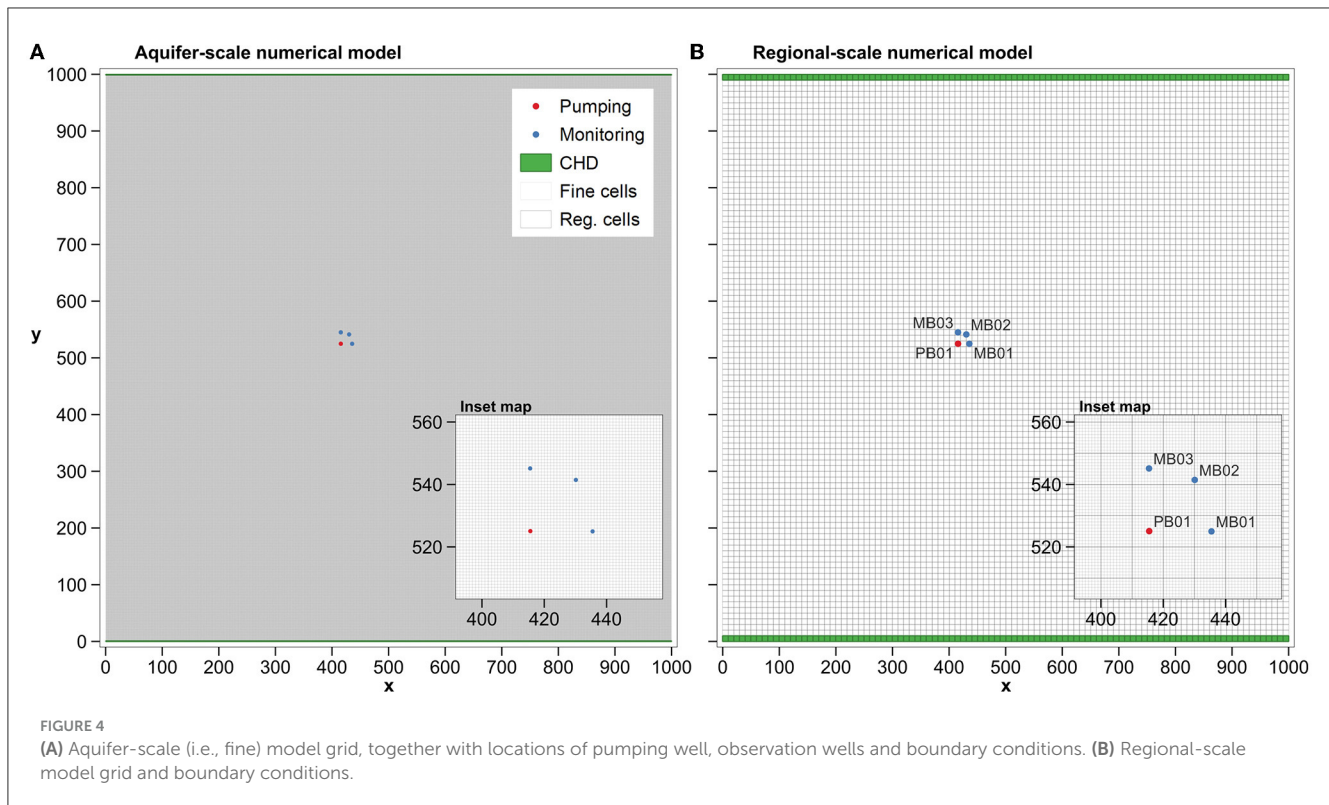 A Aquifer-scale numerical model
1000
900
800
700
600
500
400
300
200
100
0
y
Pumping
Monitoring
CHD
Fine cells
Reg. cells
Inset map
560
540
520
400 420 440
0 100 200 300 400 500 600 700 800 900 1000
x
B Regional-scale numerical model
MB03 MB02
PB01 MB01
Inset map
560
540
520
MB03
MB02
PB01 MB01
400 420 440
0 100 200 300 400 500 600 700 800 900 1000
x
FIGURE 4
(A) Aquifer-scale (i.e., fine) model grid, together with locations of pumping well, observation wells and boundary conditions. (B) Regional-scale
model grid and boundary conditions.